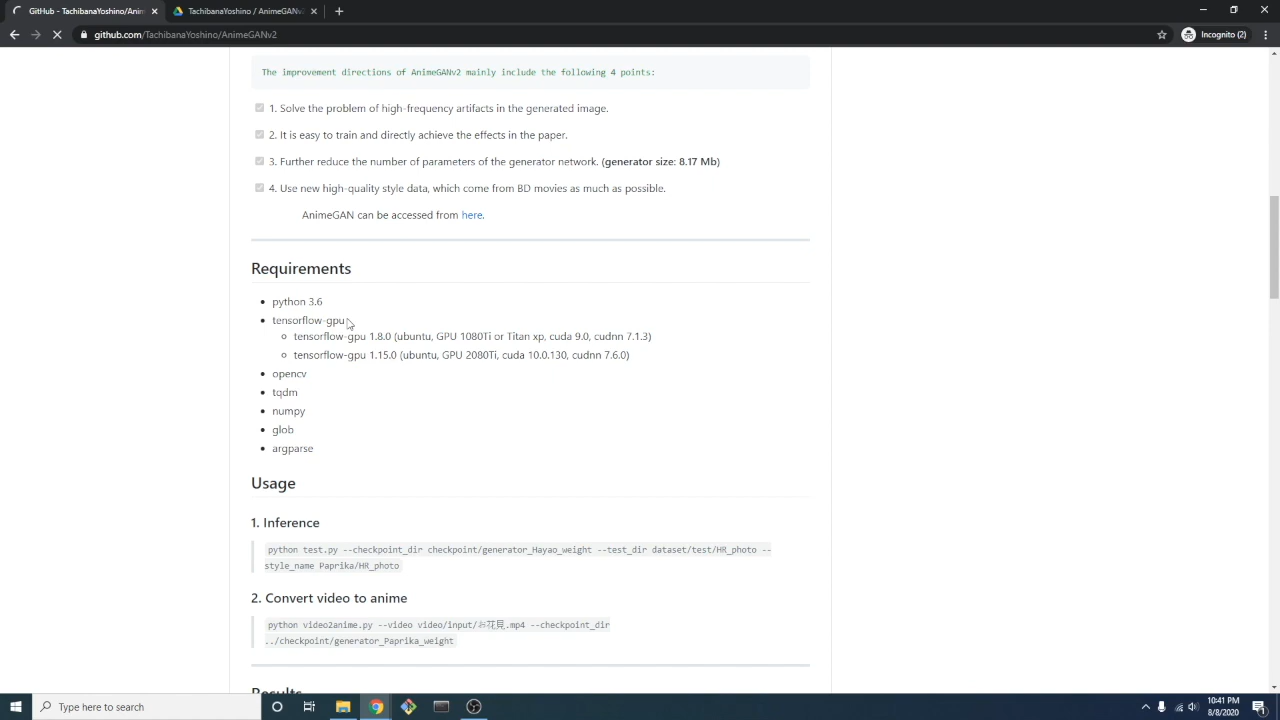 GitHub - TachibanaYoshino/Anim
TachibanaYoshino / AnimeGANv
github.com/TachibanaYoshino/AnimeGANv2
Incognito (2)
The improvement directions of AnimeGANv2 mainly include the following 4 points:
1. Solve the problem of high-frequency artifacts in the generated image.
2. It is easy to train and directly achieve the effects in the paper.
3. Further reduce the number of parameters of the generator network. (generator size: 8.17 Mb)
4. Use new high-quality style data, which come from BD movies as much as possible.
AnimeGAN can be accessed from here.
Requirements
python 3.6
tensorflow-gpu
tensorflow-gpu 1.8.0 (ubuntu, GPU 1080Ti or Titan xp, cuda 9.0, cudnn 7.1.3)
tensorflow-gpu 1.15.0 (ubuntu, GPU 2080Ti, cuda 10.0.130, cudnn 7.6.0)
opencv
tqdm
numpy
glob
argparse
Usage
1. Inference
python test.py --checkpoint_dir checkpoint/generator_Hayao_weight --test_dir dataset/test/HR_photo --
style_name Paprika/HR_photo
2. Convert video to anime
python video2anime.py --video video/input/お花見.mp4 --checkpoint_dir
../checkpoint/generator_Paprika_weight
Results
Type here to search
10:41 PM
8/8/2020